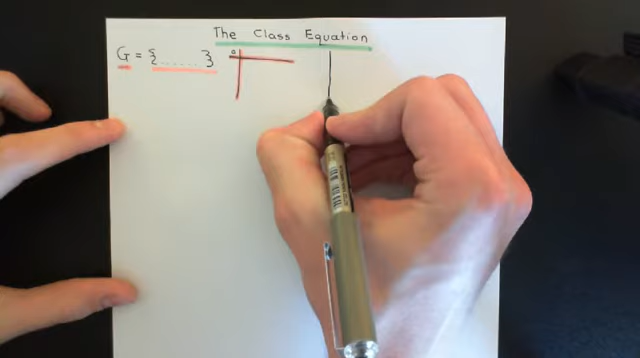 The Class Equation
G = {......} o